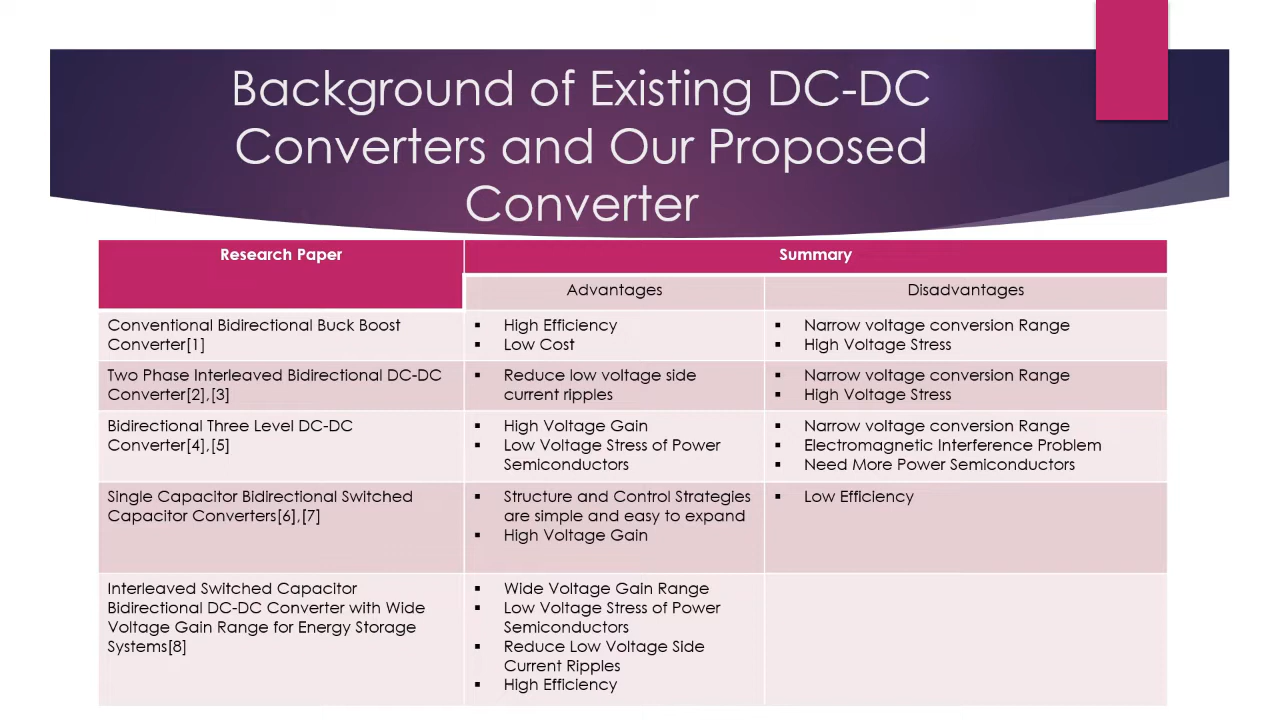 Background of Existing DC-DC
Converters and Our Proposed
Converter
Research Paper
Summary
Advantages
Disadvantages
Conventional Bidirectional Buck Boost
Converter[1]
▪ High Efficiency
▪ Low Cost
▪ Narrow voltage conversion Range
▪ High Voltage Stress
Two Phase Interleaved Bidirectional DC-DC
Converter[2],[3]
▪ Reduce low voltage side
current ripples
▪ Narrow voltage conversion Range
▪ High Voltage Stress
Bidirectional Three Level DC-DC
Converter[4],[5]
▪ High Voltage Gain
▪ Low Voltage Stress of Power
Semiconductors
▪ Narrow voltage conversion Range
▪ Electromagnetic Interference Problem
▪ Need More Power Semiconductors
Single Capacitor Bidirectional Switched
Capacitor Converters[6],[7]
▪ Structure and Control Strategies
are simple and easy to expand
▪ High Voltage Gain
▪ Low Efficiency
Interleaved Switched Capacitor
Bidirectional DC-DC Converter with Wide
Voltage Gain Range for Energy Storage
Systems[8]
▪ Wide Voltage Gain Range
▪ Low Voltage Stress of Power
Semiconductors
▪ Reduce Low Voltage Side
Current Ripples
▪ High Efficiency